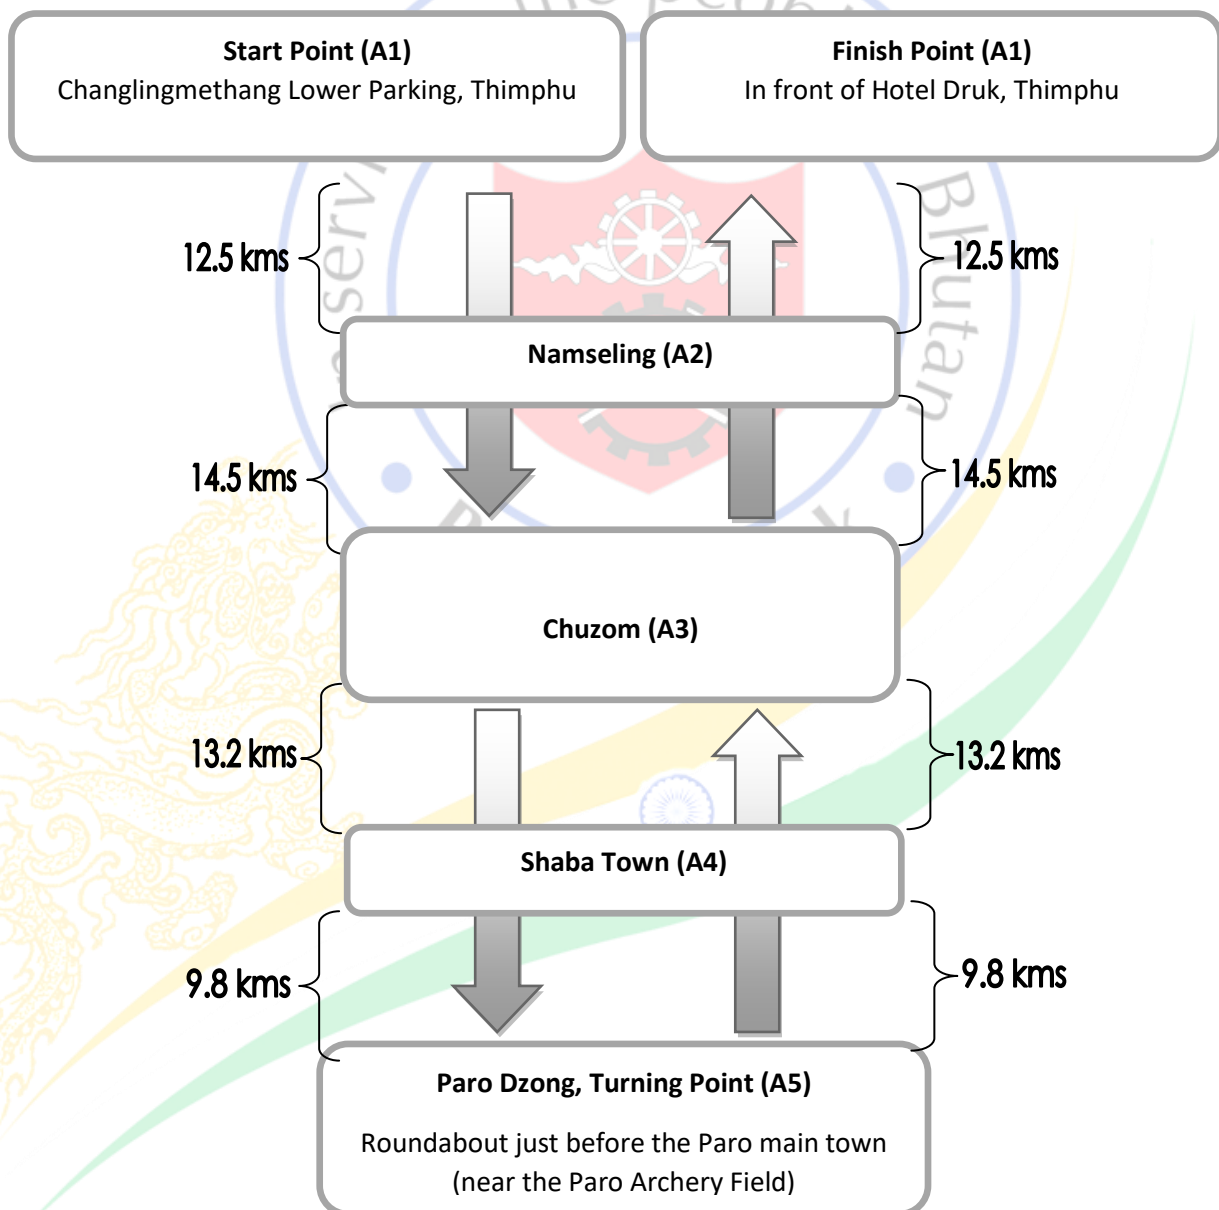 Start Point (A1)
Changlingmethang Lower Parking, Thimphu
Finish Point (A1)
In front of Hotel Druk, Thimphu
12.5 kms
12.5 kms
Namseling (A2)
14.5 kms
14.5 kms
Chuzom (A3)
13.2 kms
13.2 kms
Shaba Town (A4)
9.8 kms
9.8 kms
Paro Dzong, Turning Point (A5)
Roundabout just before the Paro main town
(near the Paro Archery Field)
Bhutan